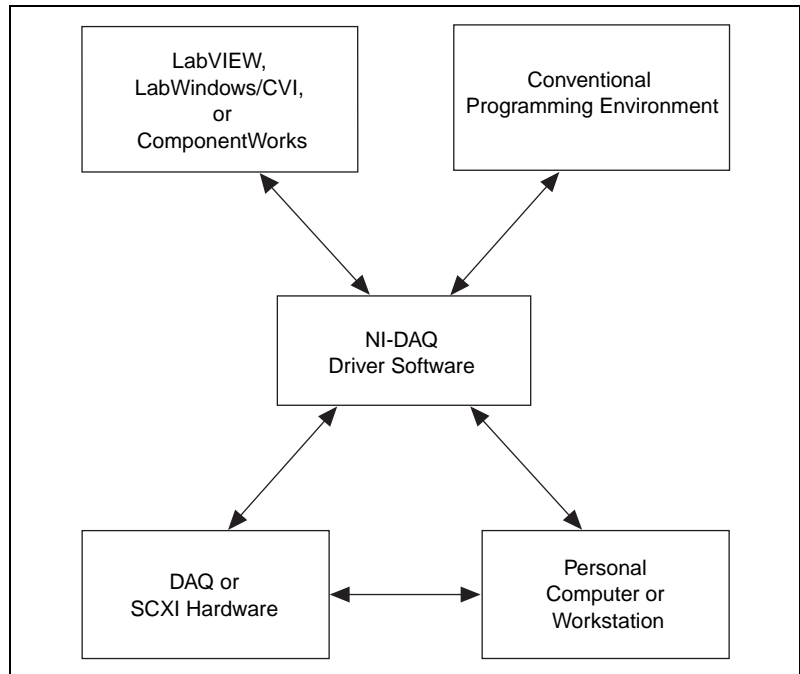 LabVIEW,
LabWindows/CVI,
or
ComponentWorks
Conventional
Programming Environment
NI-DAQ
Driver Software
DAQ or
SCXI Hardware
Personal
Computer or
Workstation